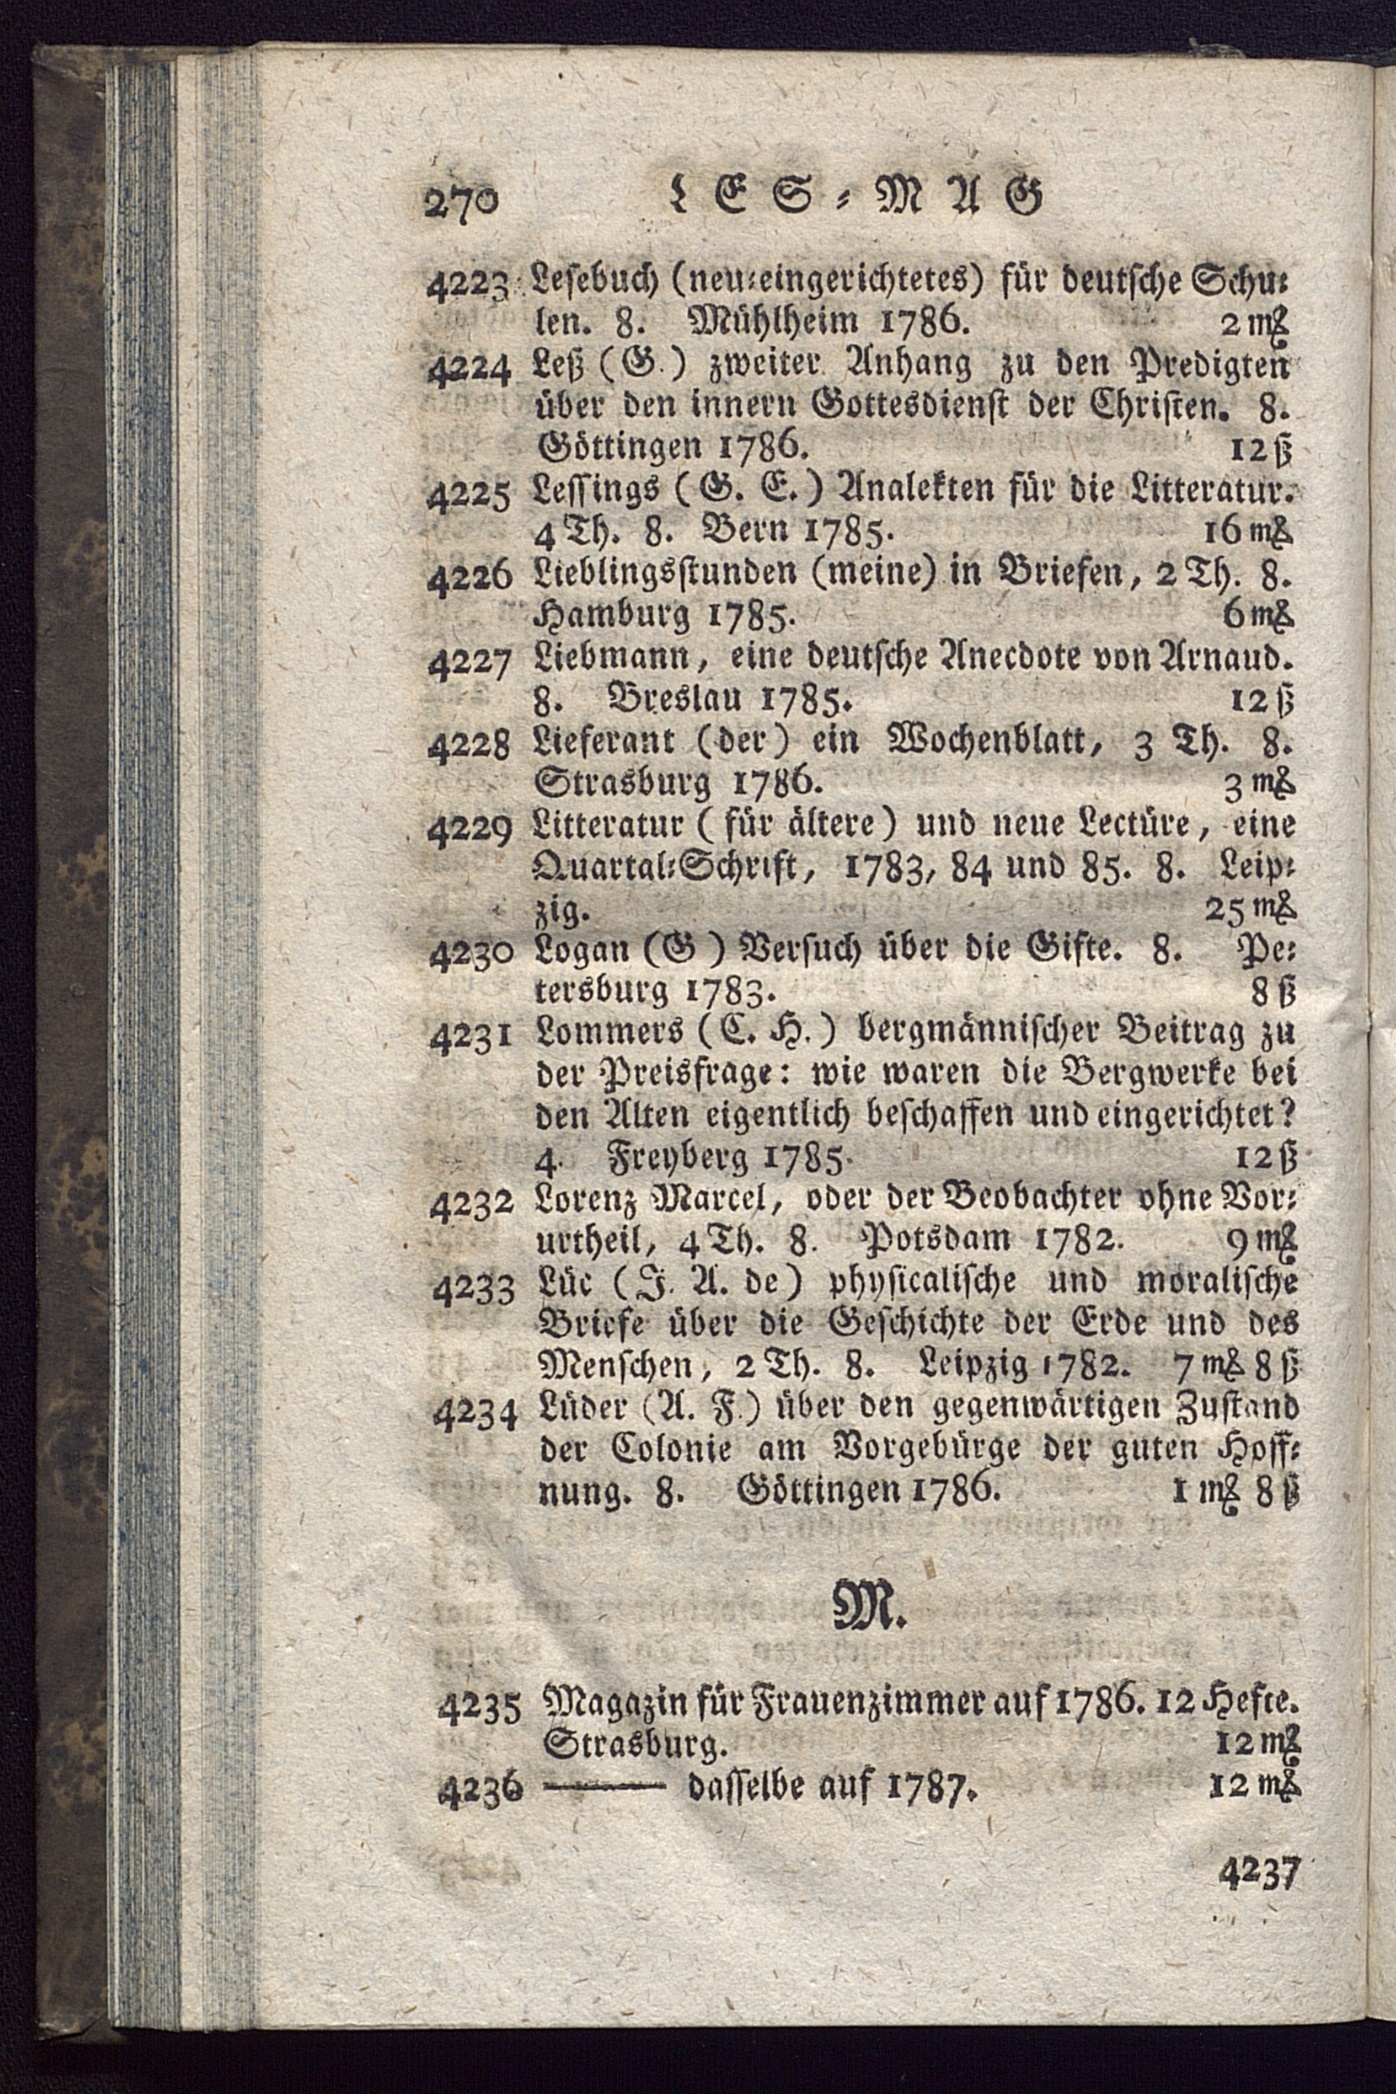 270 LES⸗MAG
4223 Leſebuch (neu⸗eingerichtetes) für deutſche Schu⸗
len. 8. Mühlheim 1786. 2 m&
4224 Leß (G.) zweiter Anhang zu den Predigten
über den innern Gottesdienſt der Chriſten. 8.
Göttingen 1786. 12 ß
4225 Leſſings (G. E.) Analekten für die Litteratur.
4 Th. 8. Bern 1785. 16 m&
4226 Lieblingsſtunden (meine) in Briefen, 2 Th. 8.
Hamburg 1785. 6 m&
4227 Liebmann, eine deutſche Anecdote von Arnaud.
8. Breslau 1785. 12 ß
4228 Lieferant (der) ein Wochenblatt, 3 Th. 8.
Strasburg 1786. 3 m&
4229 Litteratur (für ältere) und neue Lectüre, eine
Quartal⸗Schrift, 1783, 84 und 85. 8. Leip⸗
zig. 25 m&
4230 Logan (G) Verſuch über die Gifte. 8. Pe⸗
tersburg 1783. 8 ß
4231 Lommers (C. H.) bergmänniſcher Beitrag zu
der Preisfrage: wie waren die Bergwerke bei
den Alten eigentlich beſchaffen und eingerichtet?
4. Freyberg 1785. 12 ß
4232 Lorenz Marcel, oder der Beobachter ohne Vor⸗
urtheil, 4 Th. 8. Potsdam 1782. 9 m&
4233 Lüc (J. A. de) phyſicaliſche und moraliſche
Briefe über die Geſchichte der Erde und des
Menſchen, 2 Th. 8. Leipzig 1782. 7 m& 8 ß
4234 Lüder (A. F.) über den gegenwärtigen Zuſtand
der Colonie am Vorgebürge der guten Hoff⸗
nung. 8. Göttingen 1786. 1 m& 8 ß
M.
4235 Magazin für Frauenzimmer auf 1786. 12 Hefte.
Strasburg. 12 m&
4236 ——— daſſelbe auf 1787. 12 m&
4237